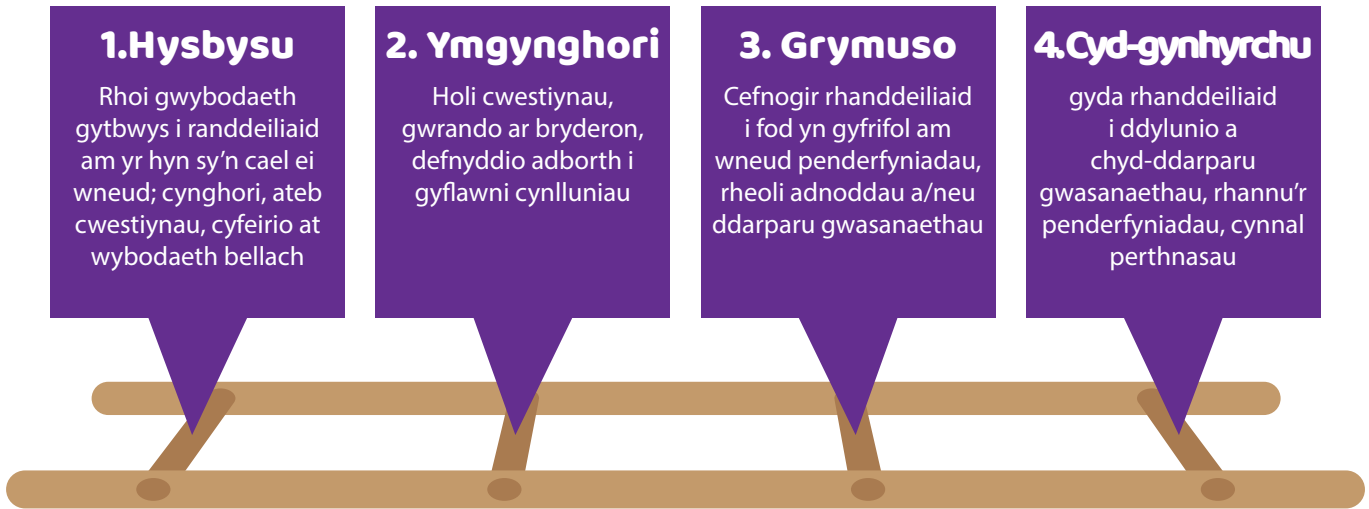 1.Hysbysu
Rhoi gwybodaeth
gytbwys i randdeiliaid
am yr hyn sy'n cael ei
wneud; cynghori, ateb
cwestiynau, cyfeirio at
wybodaeth bellach
2. Ymgynghori
Holi cwestiynau,
gwrando ar bryderon,
defnyddio adborth i
gyflawni cynlluniau
3. Grymuso
Cefnogir rhanddeiliaid
i fod yn gyfrifol am
wneud penderfyniadau,
rheoli adnoddau a/neu
ddarparu gwasanaethau
4.Cyd-gynhyrchu
gyda rhanddeiliaid
i ddylunio a
chyd-ddarparu
gwasanaethau, rhannu'r
penderfyniadau, cynnal
perthnasau